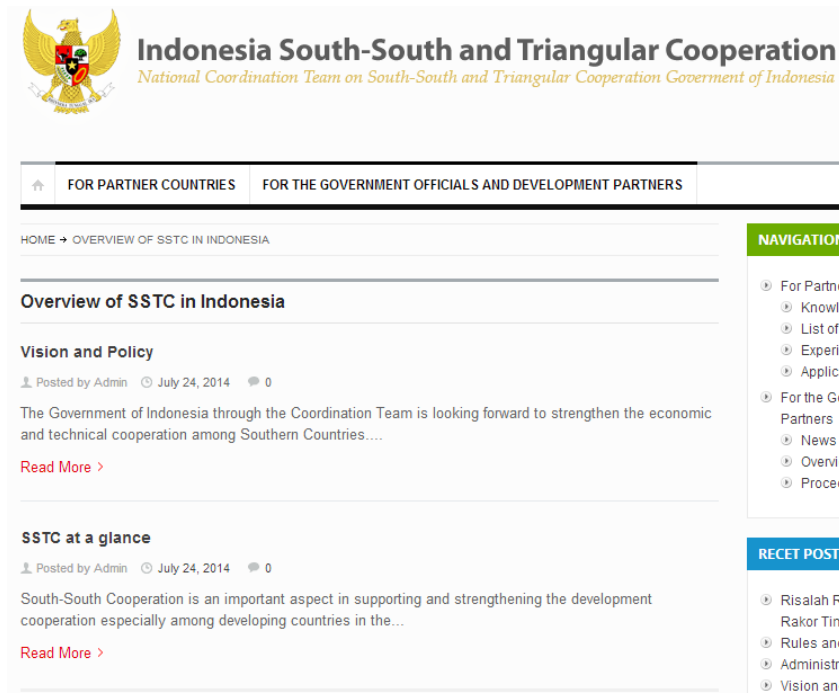 Indonesia South-South and Triangular Cooperation
National Coordination Team on South-South and Triangular Cooperation Goverment of Indonesia
FOR PARTNER COUNTRIES
FOR THE GOVERNMENT OFFICIALS AND DEVELOPMENT PARTNERS
HOME → OVERVIEW OF SSTC IN INDONESIA
Overview of SSTC in Indonesia
Vision and Policy
Posted by Admin July 24, 2014 0
The Government of Indonesia through the Coordination Team is looking forward to strengthen the economic
and technical cooperation among Southern Countries....
Read More >
SSTC at a glance
Posted by Admin July 24, 2014 0
South-South Cooperation is an important aspect in supporting and strengthening the development
cooperation especially among developing countries in the...
Read More >
NAVIGATION
For Partn
Knowl
List of
Experi
Applic
For the G
Partners
News
Overvi
Proce
RECET POST
Risalah R
Rakor Tin
Rules an
Administr
Vision an